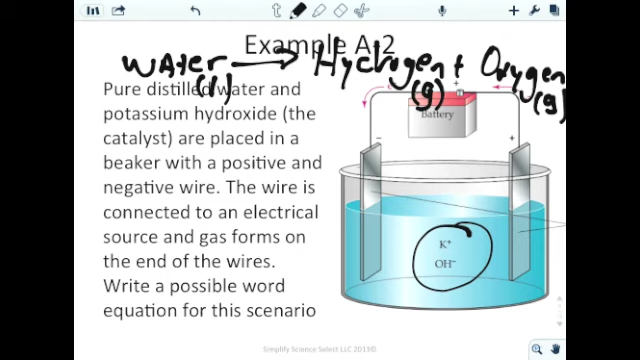 Example A.2
Water → Hydrogen + Oxygen
(l) (g) (g)
Pure distilled water and
potassium hydroxide (the
catalyst) are placed in a
beaker with a positive and
negative wire. The wire is
connected to an electrical
source and gas forms on
the end of the wires.
Write a possible word
equation for this scenario
+
Battery
− +
K⁺
OH⁻
Simplify Science Select LLC 2013©